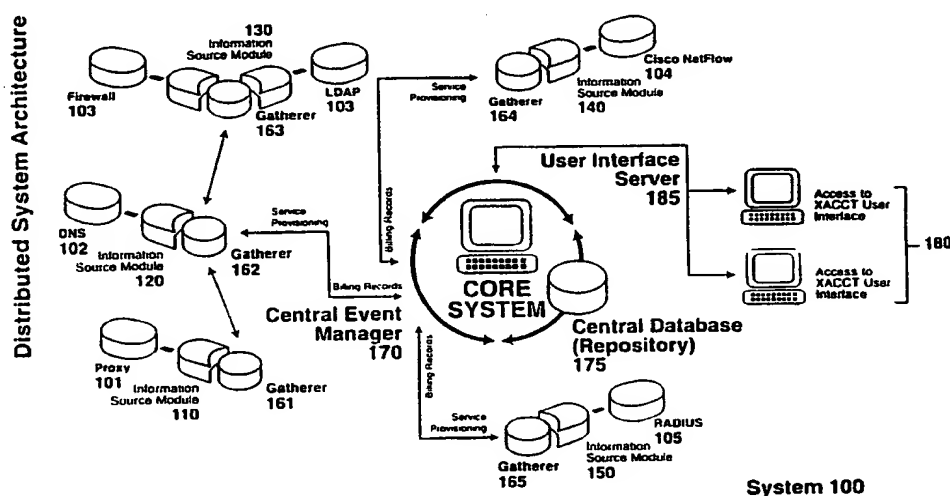 Distributed System Architecture
130
Information
Source Module
Firewall
103
LDAP
103
Gatherer
163
Service
Provisioning
Cisco NetFlow
104
Gatherer
164
Information
Source Module
140
DNS
102
Information
Source Module
120
Gatherer
162
Service
Provisioning
Billing Records
Billing Records
User Interface
Server
185
Access to
XACCT User
Interface
180
Access to
XACCT User
Interface
CORE
SYSTEM
Central Event
Manager
170
Central Database
(Repository)
175
Proxy
101
Information
Source Module
110
Gatherer
161
Billing Records
Service
Provisioning
RADIUS
105
Gatherer
165
Information
Source Module
150
System 100